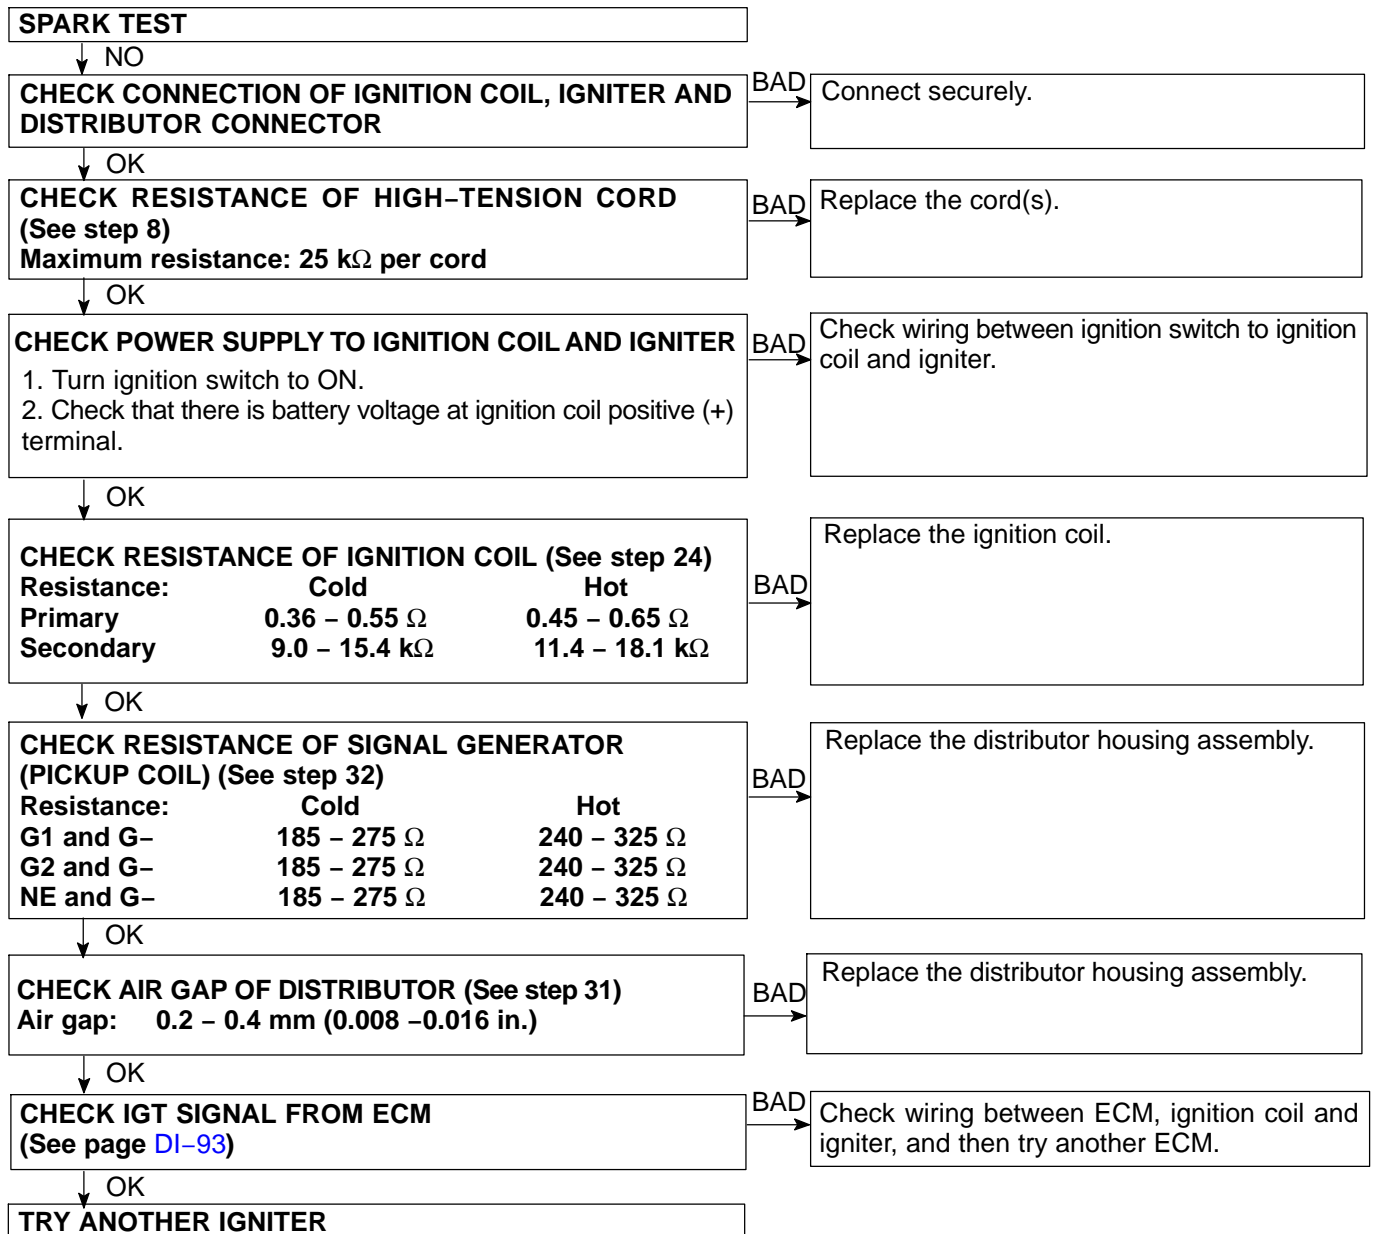 SPARK TEST
NO
CHECK CONNECTION OF IGNITION COIL, IGNITER AND
DISTRIBUTOR CONNECTOR
BAD
Connect securely.
OK
CHECK RESISTANCE OF HIGH–TENSION CORD
(See step 8)
Maximum resistance: 25 kΩ per cord
BAD
Replace the cord(s).
OK
CHECK POWER SUPPLY TO IGNITION COIL AND IGNITER
1. Turn ignition switch to ON.
2. Check that there is battery voltage at ignition coil positive (+)
terminal.
BAD
Check wiring between ignition switch to ignition
coil and igniter.
OK
CHECK RESISTANCE OF IGNITION COIL (See step 24)
Resistance: Cold Hot
Primary 0.36 – 0.55 Ω 0.45 – 0.65 Ω
Secondary 9.0 – 15.4 kΩ 11.4 – 18.1 kΩ
BAD
Replace the ignition coil.
OK
CHECK RESISTANCE OF SIGNAL GENERATOR
(PICKUP COIL) (See step 32)
Resistance: Cold Hot
G1 and G– 185 – 275 Ω 240 – 325 Ω
G2 and G– 185 – 275 Ω 240 – 325 Ω
NE and G– 185 – 275 Ω 240 – 325 Ω
BAD
Replace the distributor housing assembly.
OK
CHECK AIR GAP OF DISTRIBUTOR (See step 31)
Air gap: 0.2 – 0.4 mm (0.008 –0.016 in.)
BAD
Replace the distributor housing assembly.
OK
CHECK IGT SIGNAL FROM ECM
(See page DI–93)
BAD
Check wiring between ECM, ignition coil and
igniter, and then try another ECM.
OK
TRY ANOTHER IGNITER